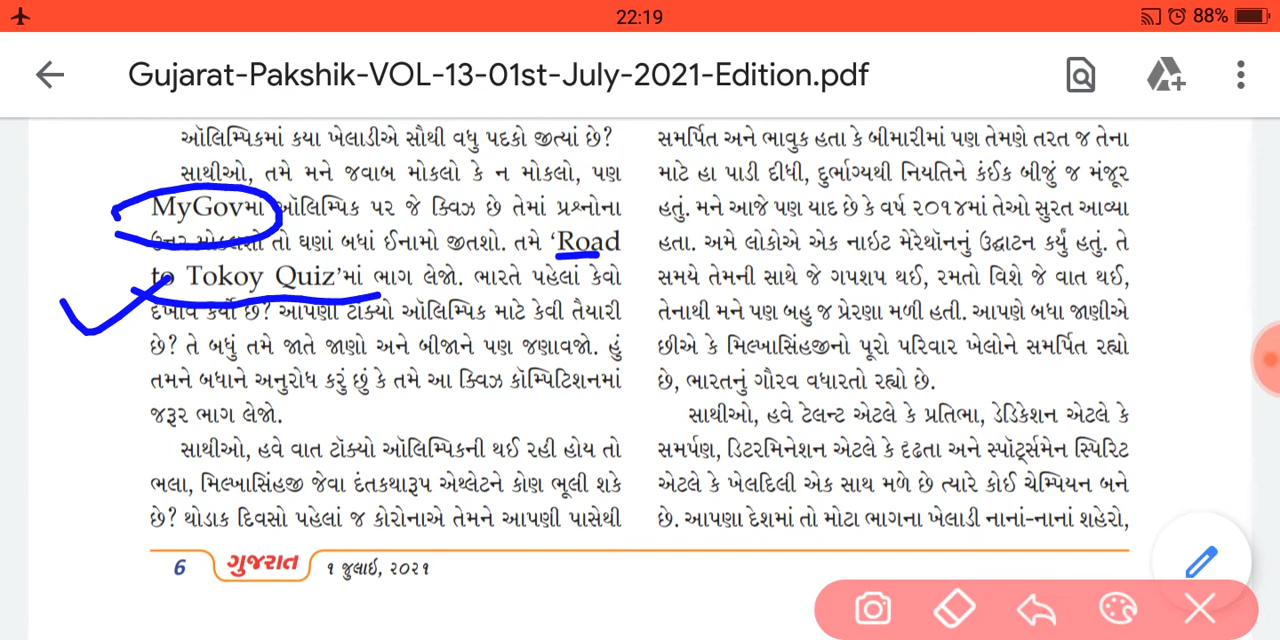 22:19
88%
Gujarat-Pakshik-VOL-13-01st-July-2021-Edition.pdf
ઑલિમ્પિકમાં કયા ખેલાડીએ સૌથી વધુ પદકો જીત્યાં છે?
સાથીઓ, તમે મને જવાબ મોકલો કે ન મોકલો, પણ
MyGovમાં ઑલિમ્પિક પર જે ક્વિઝ છે તેમાં પ્રશ્નોના
ઉત્તર મોકલશો તો ઘણાં બધાં ઈનામો જીતશો. તમે ‘Road
to Tokoy Quiz’માં ભાગ લેજો. ભારતે પહેલાં કેવો
દેખાવ કર્યો છે? આપણી ટોક્યો ઑલિમ્પિક માટે કેવી તૈયારી
છે? તે બધું તમે જાતે જાણો અને બીજાને પણ જણાવજો. હું
તમને બધાને અનુરોધ કરું છું કે તમે આ ક્વિઝ કૉમ્પિટિશનમાં
જરૂર ભાગ લેજો.
સાથીઓ, હવે વાત ટૉક્યો ઑલિમ્પિકની થઈ રહી હોય તો
ભલા, મિલ્ખાસિંહજી જેવા દંતકથારૂપ એથ્લેટને કોણ ભૂલી શકે
છે? થોડાક દિવસો પહેલાં જ કોરોનાએ તેમને આપણી પાસેથી
સમર્પિત અને ભાવુક હતા કે બીમારીમાં પણ તેમણે તરત જ તેના
માટે હા પાડી દીધી, દુર્ભાગ્યથી નિયતિને કંઈક બીજું જ મંજૂર
હતું. મને આજે પણ યાદ છે કે વર્ષ ૨૦૧૪માં તેઓ સુરત આવ્યા
હતા. અમે લોકોએ એક નાઇટ મેરેથૉનનું ઉદ્ઘાટન કર્યું હતું. તે
સમયે તેમની સાથે જે ગપસપ થઈ, રમતો વિશે જે વાત થઈ,
તેનાથી મને પણ બહુ જ પ્રેરણા મળી હતી. આપણે બધા જાણીએ
છીએ કે મિલ્ખાસિંહજીનો પૂરો પરિવાર ખેલોને સમર્પિત રહ્યો
છે, ભારતનું ગૌરવ વધારતો રહ્યો છે.
સાથીઓ, હવે ટેલન્ટ એટલે કે પ્રતિભા, ડેડિકેશન એટલે કે
સમર્પણ, ડિટરમિનેશન એટલે કે દૃઢતા અને સ્પૉર્ટ્સમેન સ્પિરિટ
એટલે કે ખેલદિલી એક સાથ મળે છે ત્યારે કોઈ ચેમ્પિયન બને
છે. આપણા દેશમાં તો મોટા ભાગના ખેલાડી નાનાં-નાનાં શહેરો,
6 ગુજરાત ૧ જુલાઇ, ૨૦૨૧